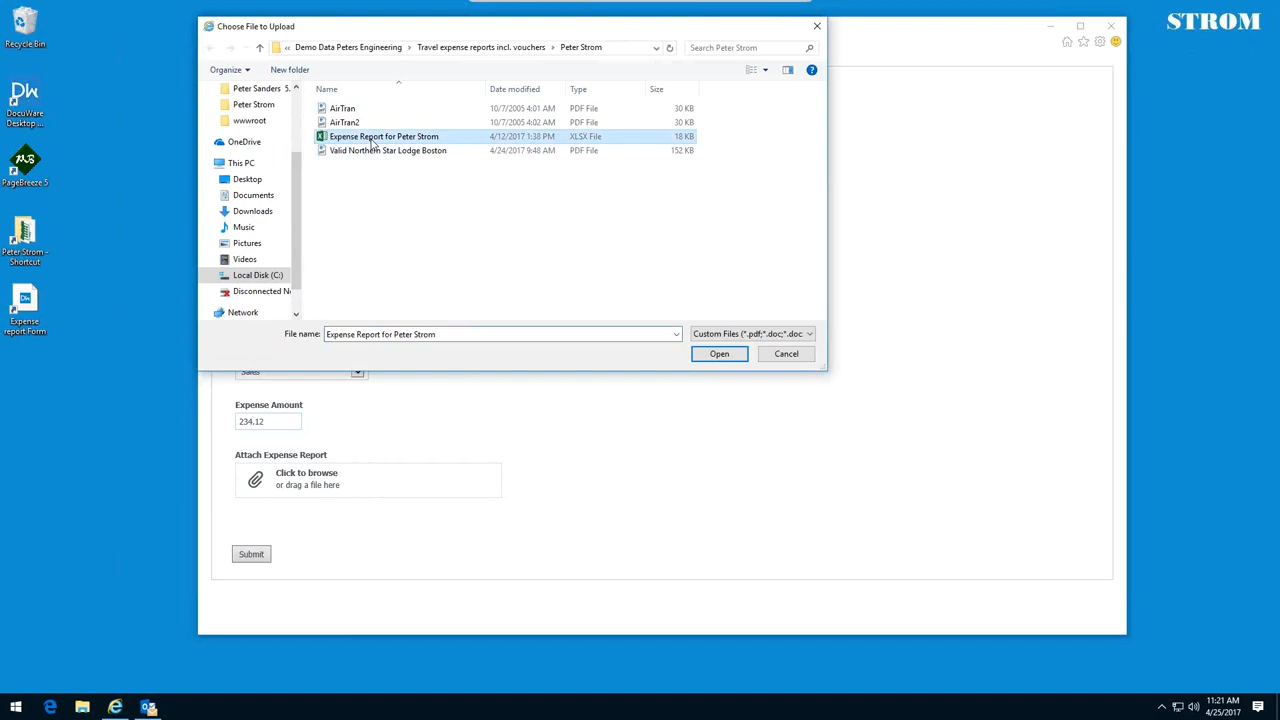 Recycle Bin
DocuWare
Desktop ...
PageBreeze 5
Peter Strom -
Shortcut
Expense
report Form
STROM
Choose File to Upload
« Demo Data Peters Engineering > Travel expense reports incl. vouchers > Peter Strom
Search Peter Strom
Organize
New folder
Name Date modified Type Size
Peter Sanders 5.
Peter Strom
wwwroot
OneDrive
This PC
Desktop
Documents
Downloads
Music
Pictures
Videos
Local Disk (C:)
Disconnected Ne
Network
AirTran 10/7/2005 4:01 AM PDF File 30 KB
AirTran2 10/7/2005 4:02 AM PDF File 30 KB
Expense Report for Peter Strom 4/12/2017 1:38 PM XLSX File 18 KB
Valid Northern Star Lodge Boston 4/24/2017 9:48 AM PDF File 152 KB
File name: Expense Report for Peter Strom
Custom Files (*.pdf;*.doc;*.doc
Open
Cancel
Sales
Expense Amount
234.12
Attach Expense Report
Click to browse
or drag a file here
Submit
11:21 AM
4/25/2017